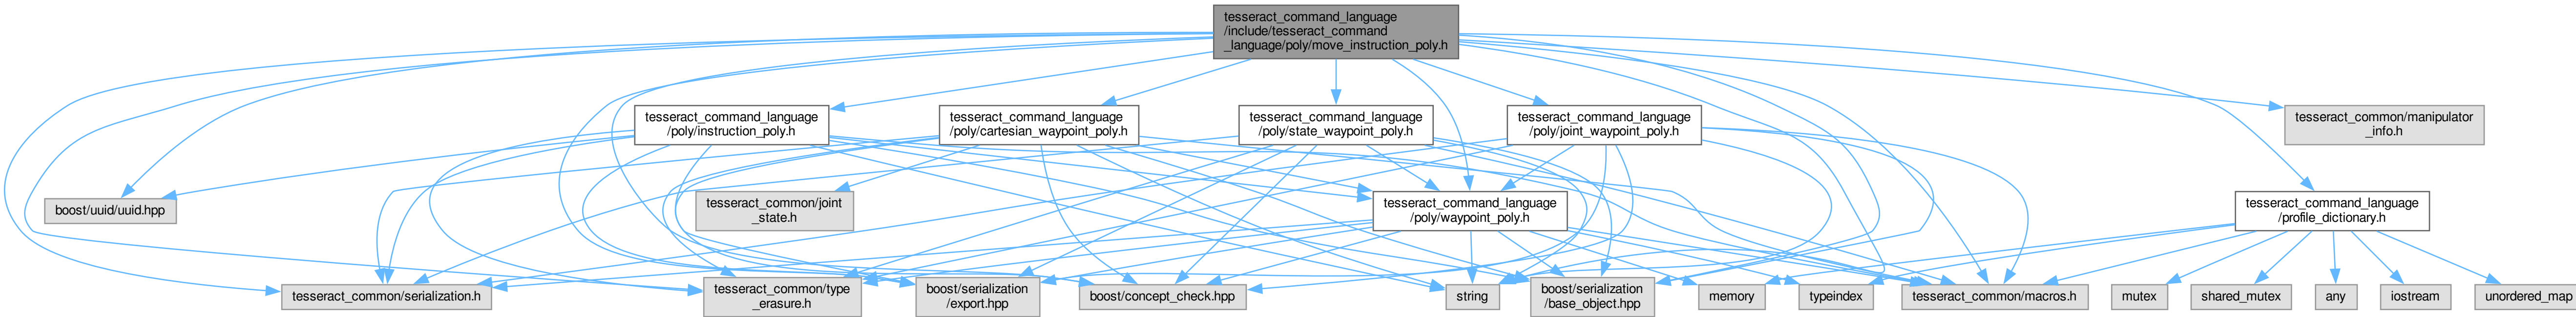 tesseract_command_language
/include/tesseract_command
_language/poly/move_instruction_poly.h
tesseract_command_language
/poly/instruction_poly.h
tesseract_command_language
/poly/cartesian_waypoint_poly.h
tesseract_command_language
/poly/state_waypoint_poly.h
tesseract_command_language
/poly/joint_waypoint_poly.h
tesseract_common/manipulator
_info.h
boost/uuid/uuid.hpp
tesseract_common/joint
_state.h
tesseract_command_language
/poly/waypoint_poly.h
tesseract_command_language
/profile_dictionary.h
tesseract_common/serialization.h
tesseract_common/type
_erasure.h
boost/serialization
/export.hpp
boost/concept_check.hpp
string
boost/serialization
/base_object.hpp
memory
typeindex
tesseract_common/macros.h
mutex
shared_mutex
any
iostream
unordered_map